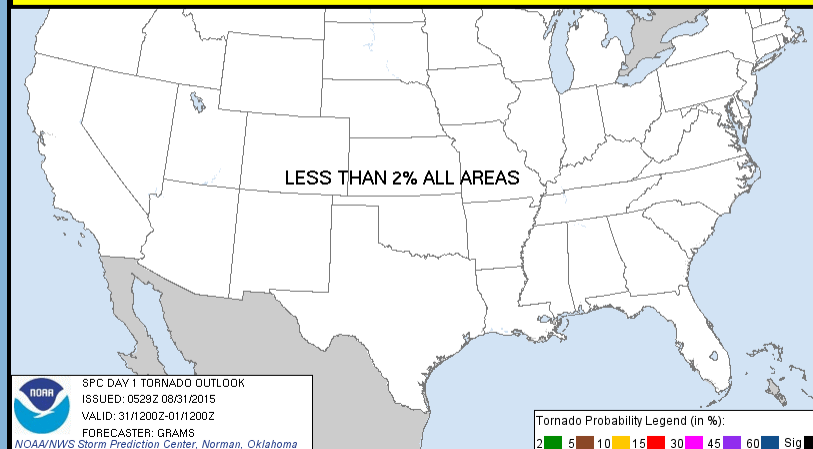 LESS THAN 2% ALL AREAS
NOAA
SPC DAY 1 TORNADO OUTLOOK
ISSUED: 0529Z 08/31/2015
VALID: 31/1200Z-01/1200Z
FORECASTER: GRAMS
NOAA/NWS Storm Prediction Center, Norman, Oklahoma
Tornado Probability Legend (in %):
2 5 10 15 30 45 60 Sig